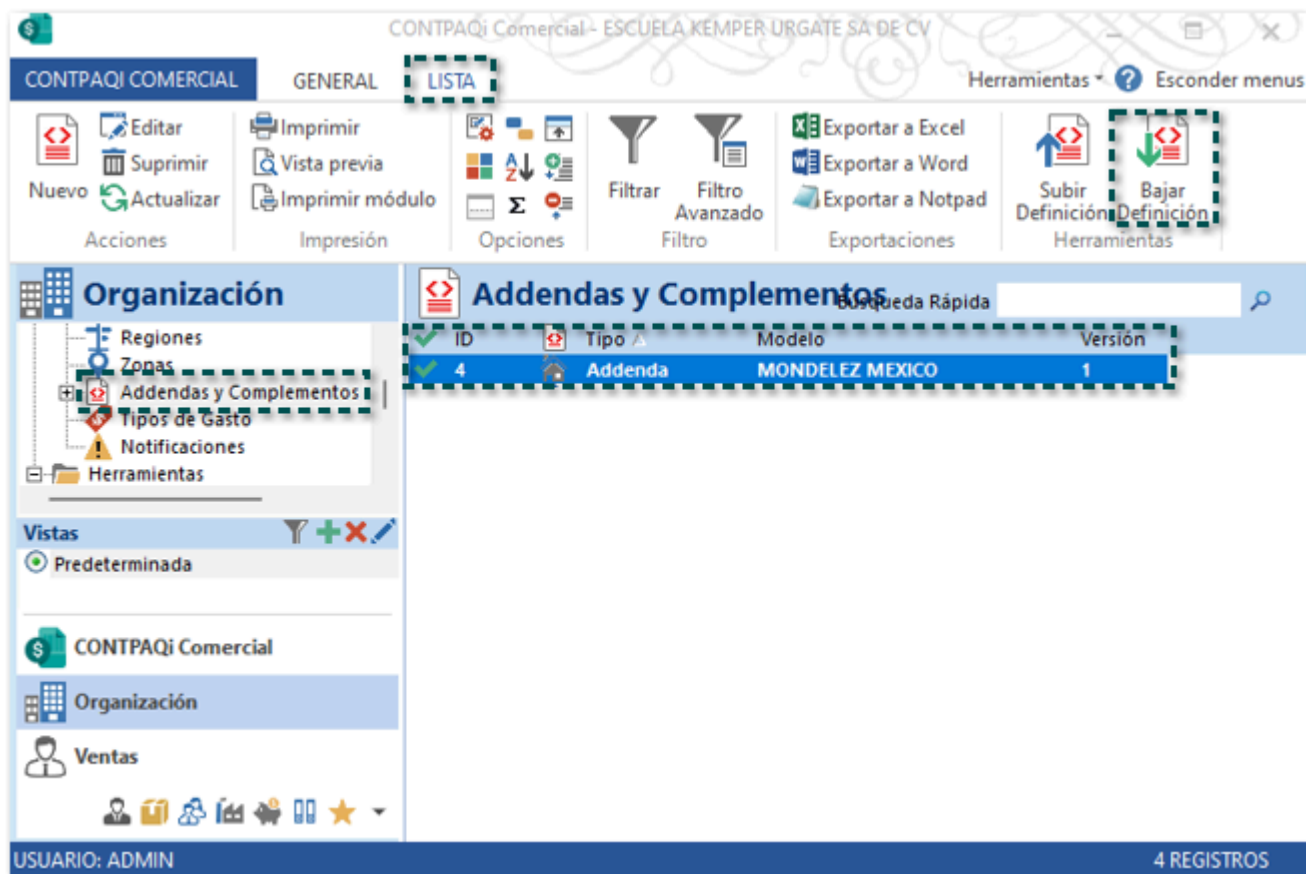 CONTPAQi Comercial - ESCUELA KEMPER URGATE SA DE CV
CONTPAQI COMERCIAL GENERAL LISTA Herramientas Esconder menus
Nuevo
Editar
Suprimir
Actualizar
Acciones
Imprimir
Vista previa
Imprimir módulo
Impresión
Opciones
Filtrar
Filtro Avanzado
Filtro
Exportar a Excel
Exportar a Word
Exportar a Notpad
Exportaciones
Subir Definición
Bajar Definición
Herramientas
Organización
Regiones
Zonas
Addendas y Complementos
Tipos de Gasto
Notificaciones
Herramientas
Vistas
Predeterminada
CONTPAQi Comercial
Organización
Ventas
Addendas y Complementos
Búsqueda Rápida
ID Tipo Modelo Versión
4 Addenda MONDELEZ MEXICO 1
USUARIO: ADMIN 4 REGISTROS